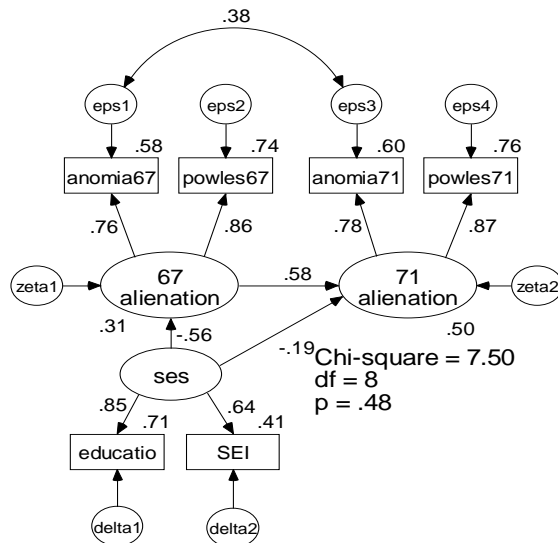 .38
eps1
eps2
eps3
eps4
.58
.74
.60
.76
anomia67
powles67
anomia71
powles71
.76
.86
.78
.87
67
alienation
71
alienation
.58
zeta1
zeta2
.31
-.56
.50
-.19
Chi-square = 7.50
df = 8
p = .48
ses
.85
.71
.64
.41
educatio
SEI
delta1
delta2